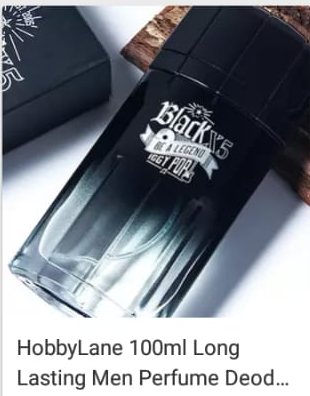 Black X5
BE A LEGEND
IGGY POP
HobbyLane 100ml Long
Lasting Men Perfume Deod...